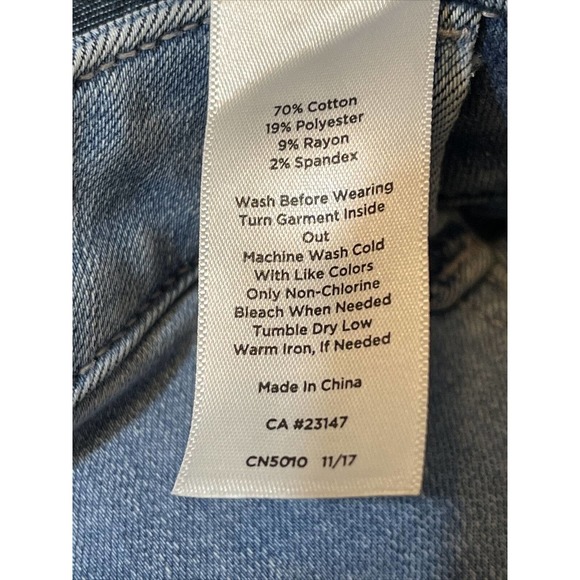 70% Cotton
19% Polyester
9% Rayon
2% Spandex
Wash Before Wearing
Turn Garment Inside
Out
Machine Wash Cold
With Like Colors
Only Non-Chlorine
Bleach When Needed
Tumble Dry Low
Warm Iron, If Needed
Made In China
CA #23147
CN5010 11/17